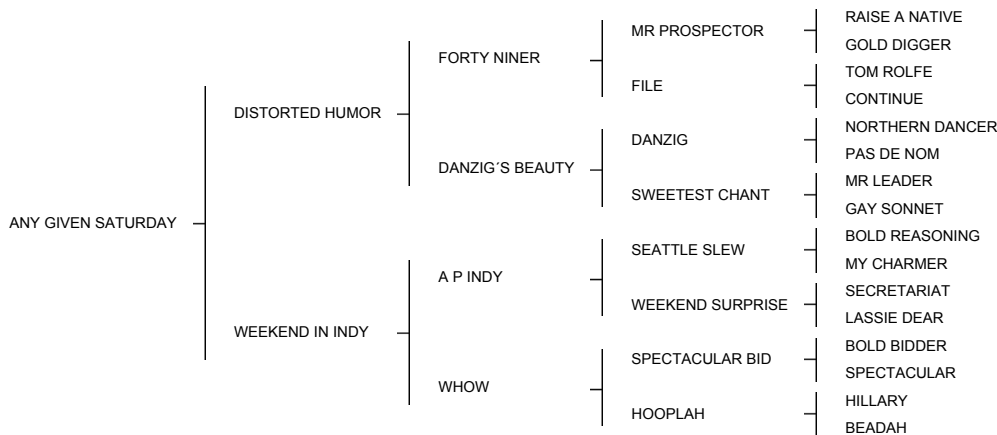 ANY GIVEN SATURDAY
DISTORTED HUMOR
WEEKEND IN INDY
FORTY NINER
DANZIG´S BEAUTY
A P INDY
WHOW
MR PROSPECTOR
FILE
DANZIG
SWEETEST CHANT
SEATTLE SLEW
WEEKEND SURPRISE
SPECTACULAR BID
HOOPLAH
RAISE A NATIVE
GOLD DIGGER
TOM ROLFE
CONTINUE
NORTHERN DANCER
PAS DE NOM
MR LEADER
GAY SONNET
BOLD REASONING
MY CHARMER
SECRETARIAT
LASSIE DEAR
BOLD BIDDER
SPECTACULAR
HILLARY
BEADAH